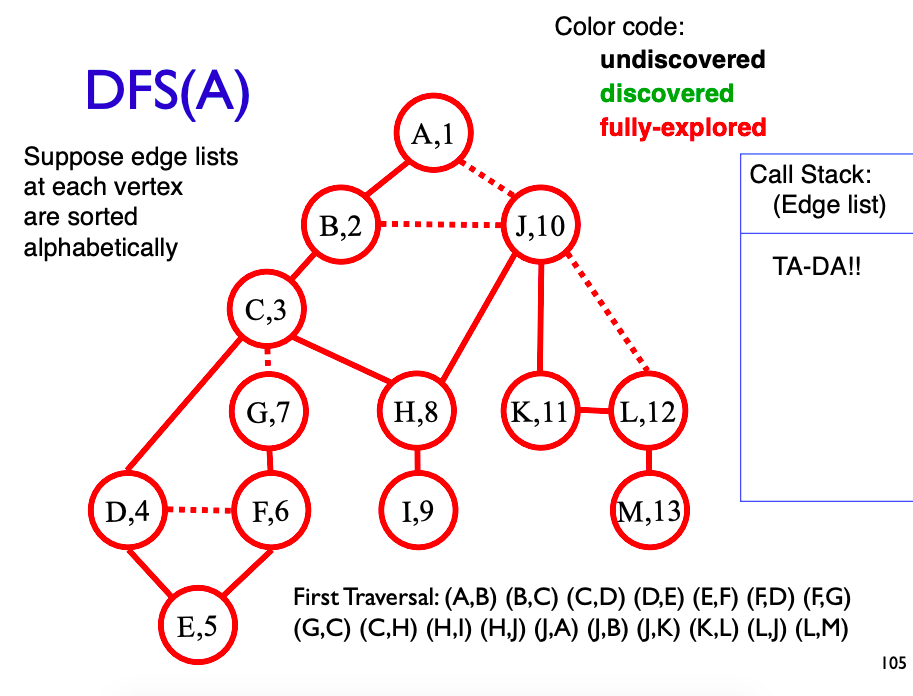 Color code:
undiscovered
discovered
fully-explored
DFS(A)
Suppose edge lists
at each vertex
are sorted
alphabetically
Call Stack:
(Edge list)
TA-DA!!
A,1
B,2
J,10
C,3
G,7
H,8
K,11
L,12
D,4
F,6
I,9
M,13
E,5
First Traversal: (A,B) (B,C) (C,D) (D,E) (E,F) (F,D) (F,G)
(G,C) (C,H) (H,I) (H,J) (J,A) (J,B) (J,K) (K,L) (L,J) (L,M)
105